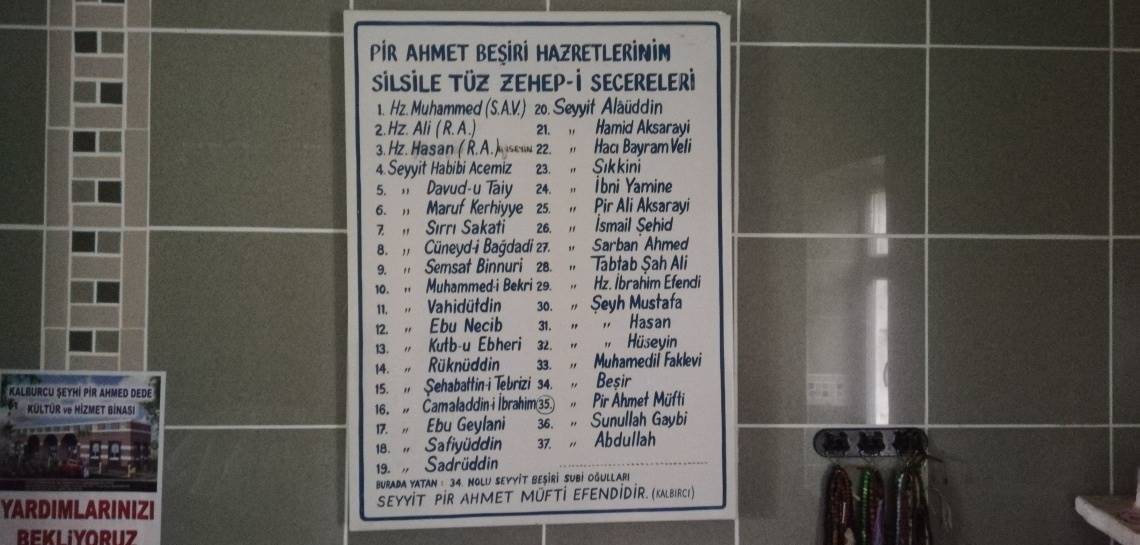 PİR AHMET BEŞİRİ HAZRETLERİNİN
SİLSİLE TÜZ ZEHEP-İ SECERELERİ
1. Hz. Muhammed (S.A.V.)
2. Hz. Ali (R.A.)
3. Hz. Hasan (R.A.) HÜSEYİN
4. Seyyit Habibi Acemiz
5. " Davud-u Taiy
6. " Maruf Kerhiyye
7. " Sırrı Sakati
8. " Cüneyd-i Bağdadi
9. " Semsat Binnuri
10. " Muhammed-i Bekri
11. " Vahidütdin
12. " Ebu Necib
13. " Kutb-u Ebheri
14. " Rüknüddin
15. " Şehabattin-i Tebrizi
16. " Camaladdin-i İbrahim
17. " Ebu Geylani
18. " Safiyüddin
19. " Sadrüddin
20. Seyyit Alaüddin
21. " Hamid Aksarayi
22. " Hacı Bayram Veli
23. " Sıkkini
24. " İbni Yamine
25. " Pir Ali Aksarayi
26. " İsmail Şehid
27. " Sarban Ahmed
28. " Tabtab Şah Ali
29. " Hz. İbrahim Efendi
30. " Şeyh Mustafa
31. " " Hasan
32. " " Hüseyin
33. " Muhamedil Faklevi
34. " Beşir
35. " Pir Ahmet Müfti
36. " Sunullah Gaybi
37. " Abdullah
BURADA YATAN : 34. NOLU SEYYİT BEŞİRİ SUBİ OĞULLARI
SEYYİT PİR AHMET MÜFTİ EFENDİDİR. (KALBIRCI)
KALBURCU ŞEYHİ PİR AHMED DEDE
KÜLTÜR ve HİZMET BİNASI
YARDIMLARINIZI
BEKLİYORUZ